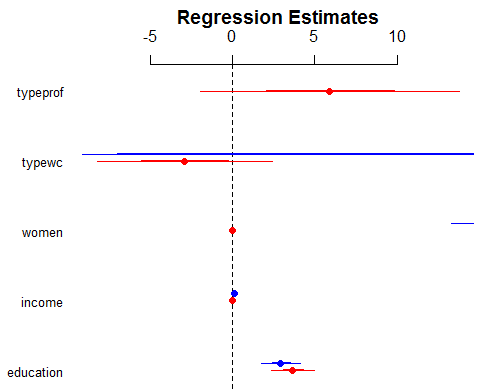 Regression Estimates
-5 0 5 10
typeprof
typewc
women
income
education